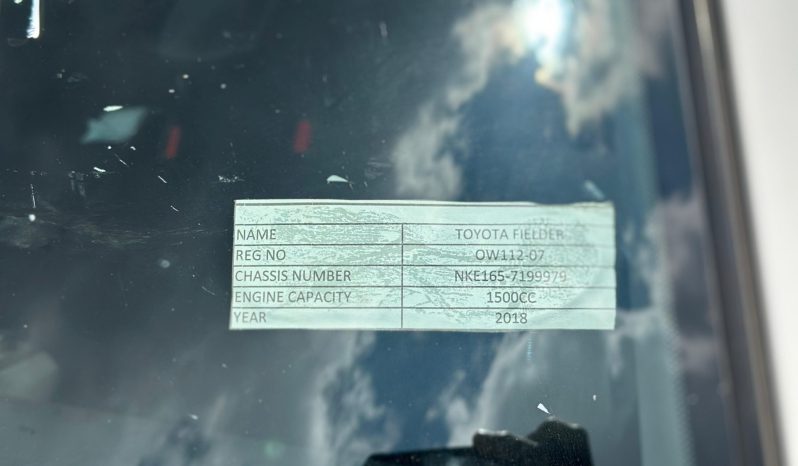 NAME TOYOTA FIELDER
REG NO OW112-07
CHASSIS NUMBER NKE165-7199979
ENGINE CAPACITY 1500CC
YEAR 2018